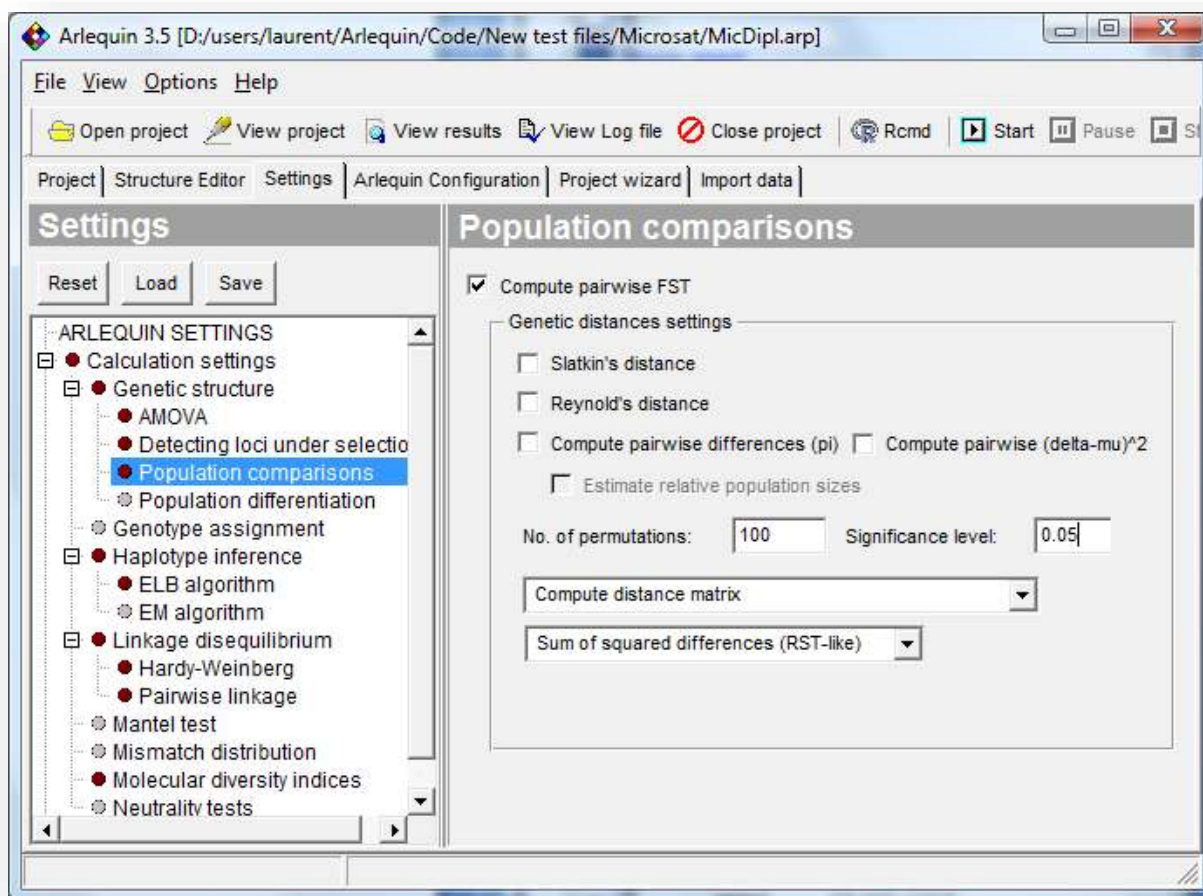 Arlequin 3.5 [D:/users/laurent/Arlequin/Code/New test files/Microsat/MicDipl.arp]
File View Options Help
Open project View project View results View Log file Close project Rcmd Start Pause St
Project Structure Editor Settings Arlequin Configuration Project wizard Import data
Settings
Reset Load Save
ARLEQUIN SETTINGS
Calculation settings
Genetic structure
AMOVA
Detecting loci under selectio
Population comparisons
Population differentiation
Genotype assignment
Haplotype inference
ELB algorithm
EM algorithm
Linkage disequilibrium
Hardy-Weinberg
Pairwise linkage
Mantel test
Mismatch distribution
Molecular diversity indices
Neutrality tests
Population comparisons
Compute pairwise FST
Genetic distances settings
Slatkin's distance
Reynold's distance
Compute pairwise differences (pi) Compute pairwise (delta-mu)^2
Estimate relative population sizes
No. of permutations: 100 Significance level: 0.05
Compute distance matrix
Sum of squared differences (RST-like)